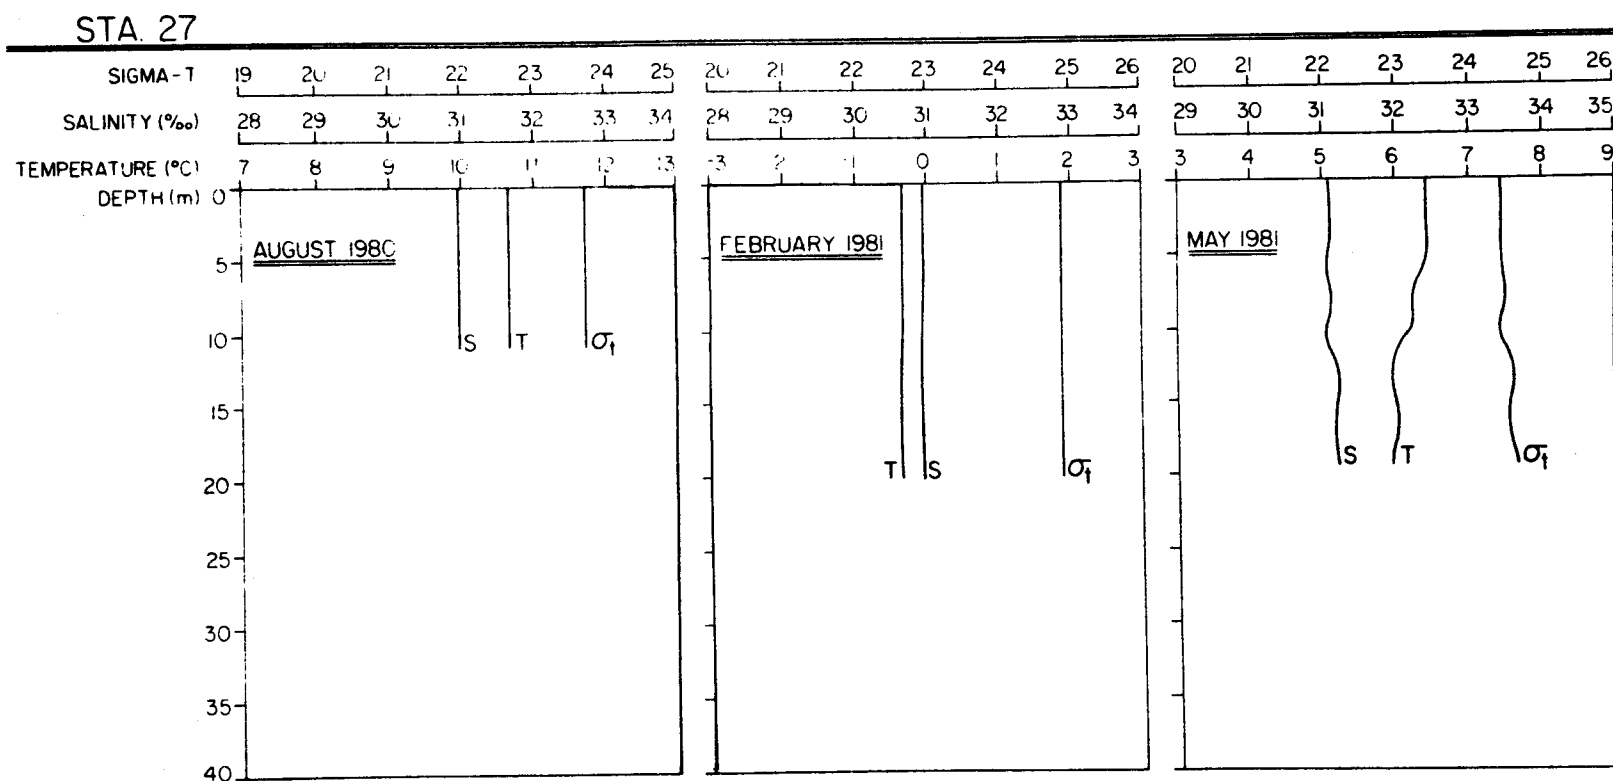 STA. 27
SIGMA-T 19 20 21 22 23 24 25 20 21 22 23 24 25 26 20 21 22 23 24 25 26
SALINITY (‰) 28 29 30 31 32 33 34 28 29 30 31 32 33 34 29 30 31 32 33 34 35
TEMPERATURE (°C) 7 8 9 10 11 12 13 -3 2 -1 0 1 2 3 3 4 5 6 7 8 9
DEPTH (m) 0
AUGUST 1980 FEBRUARY 1981 MAY 1981
5
10 S T σt
15
T S σt S T σt
20
25
30
35
40